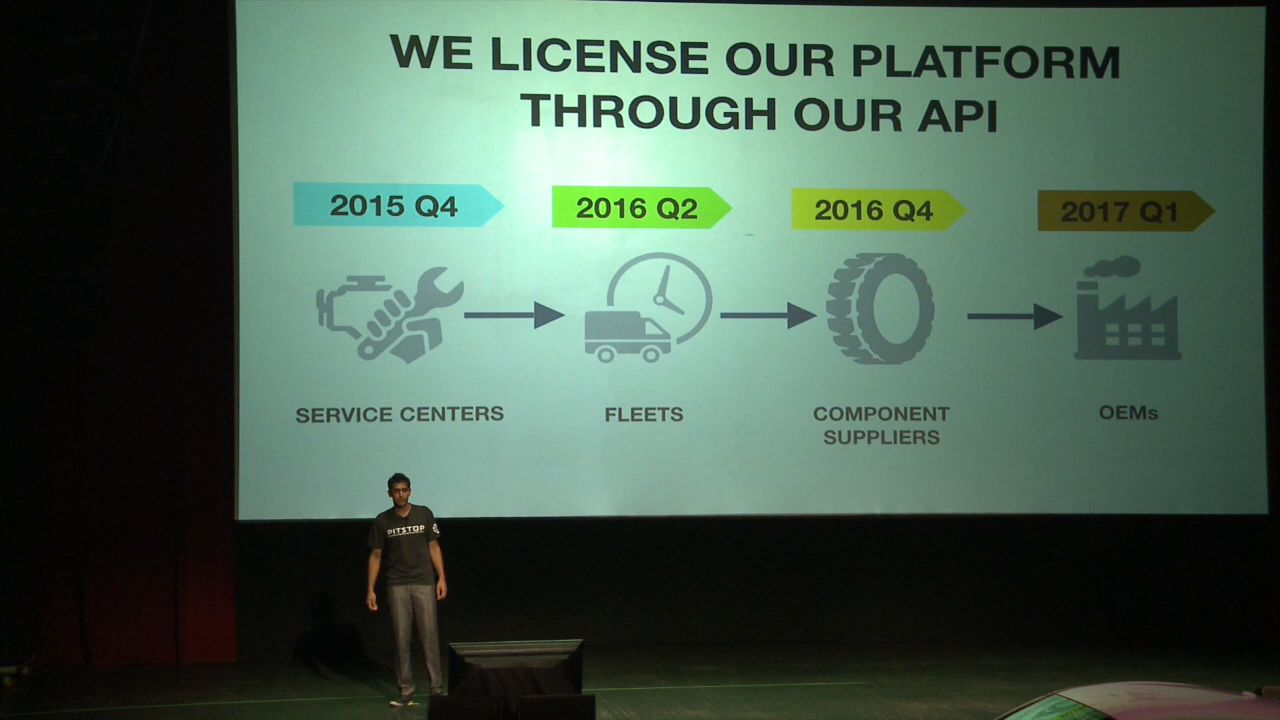 WE LICENSE OUR PLATFORM
THROUGH OUR API
2015 Q4
2016 Q2
2016 Q4
2017 Q1
SERVICE CENTERS
FLEETS
COMPONENT
SUPPLIERS
OEMs
PITSTOP